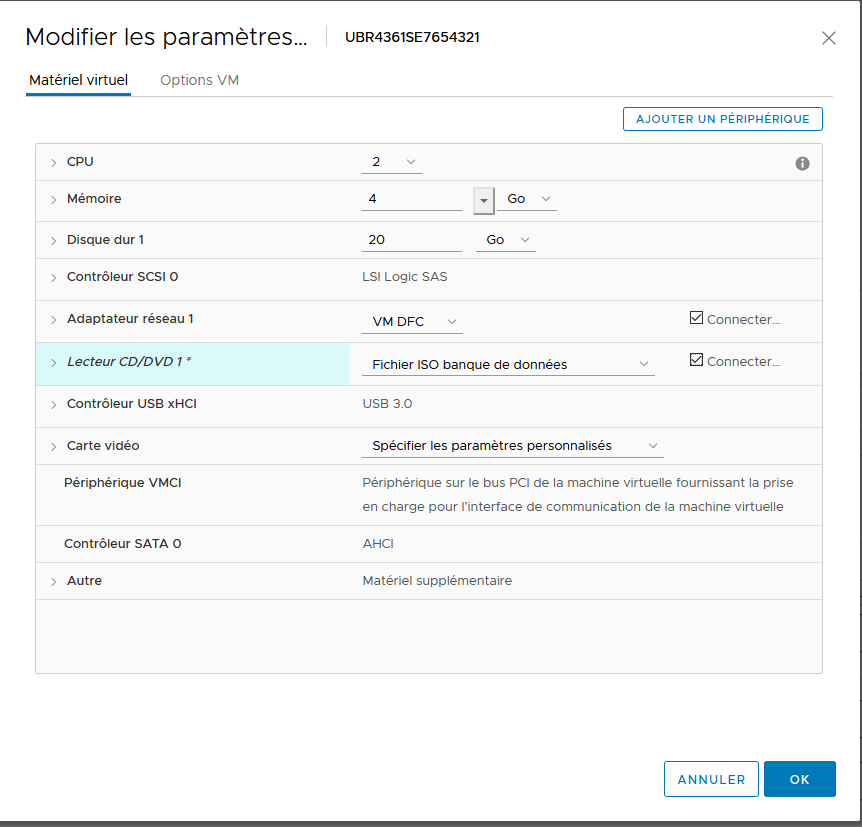 Modifier les paramètres... UBR4361SE7654321
Matériel virtuel Options VM
AJOUTER UN PÉRIPHÉRIQUE
CPU 2
Mémoire 4 Go
Disque dur 1 20 Go
Contrôleur SCSI 0 LSI Logic SAS
Adaptateur réseau 1 VM DFC Connecter...
Lecteur CD/DVD 1 * Fichier ISO banque de données Connecter...
Contrôleur USB xHCI USB 3.0
Carte vidéo Spécifier les paramètres personnalisés
Périphérique VMCI Périphérique sur le bus PCI de la machine virtuelle fournissant la prise
en charge pour l'interface de communication de la machine virtuelle
Contrôleur SATA 0 AHCI
Autre Matériel supplémentaire
ANNULER OK